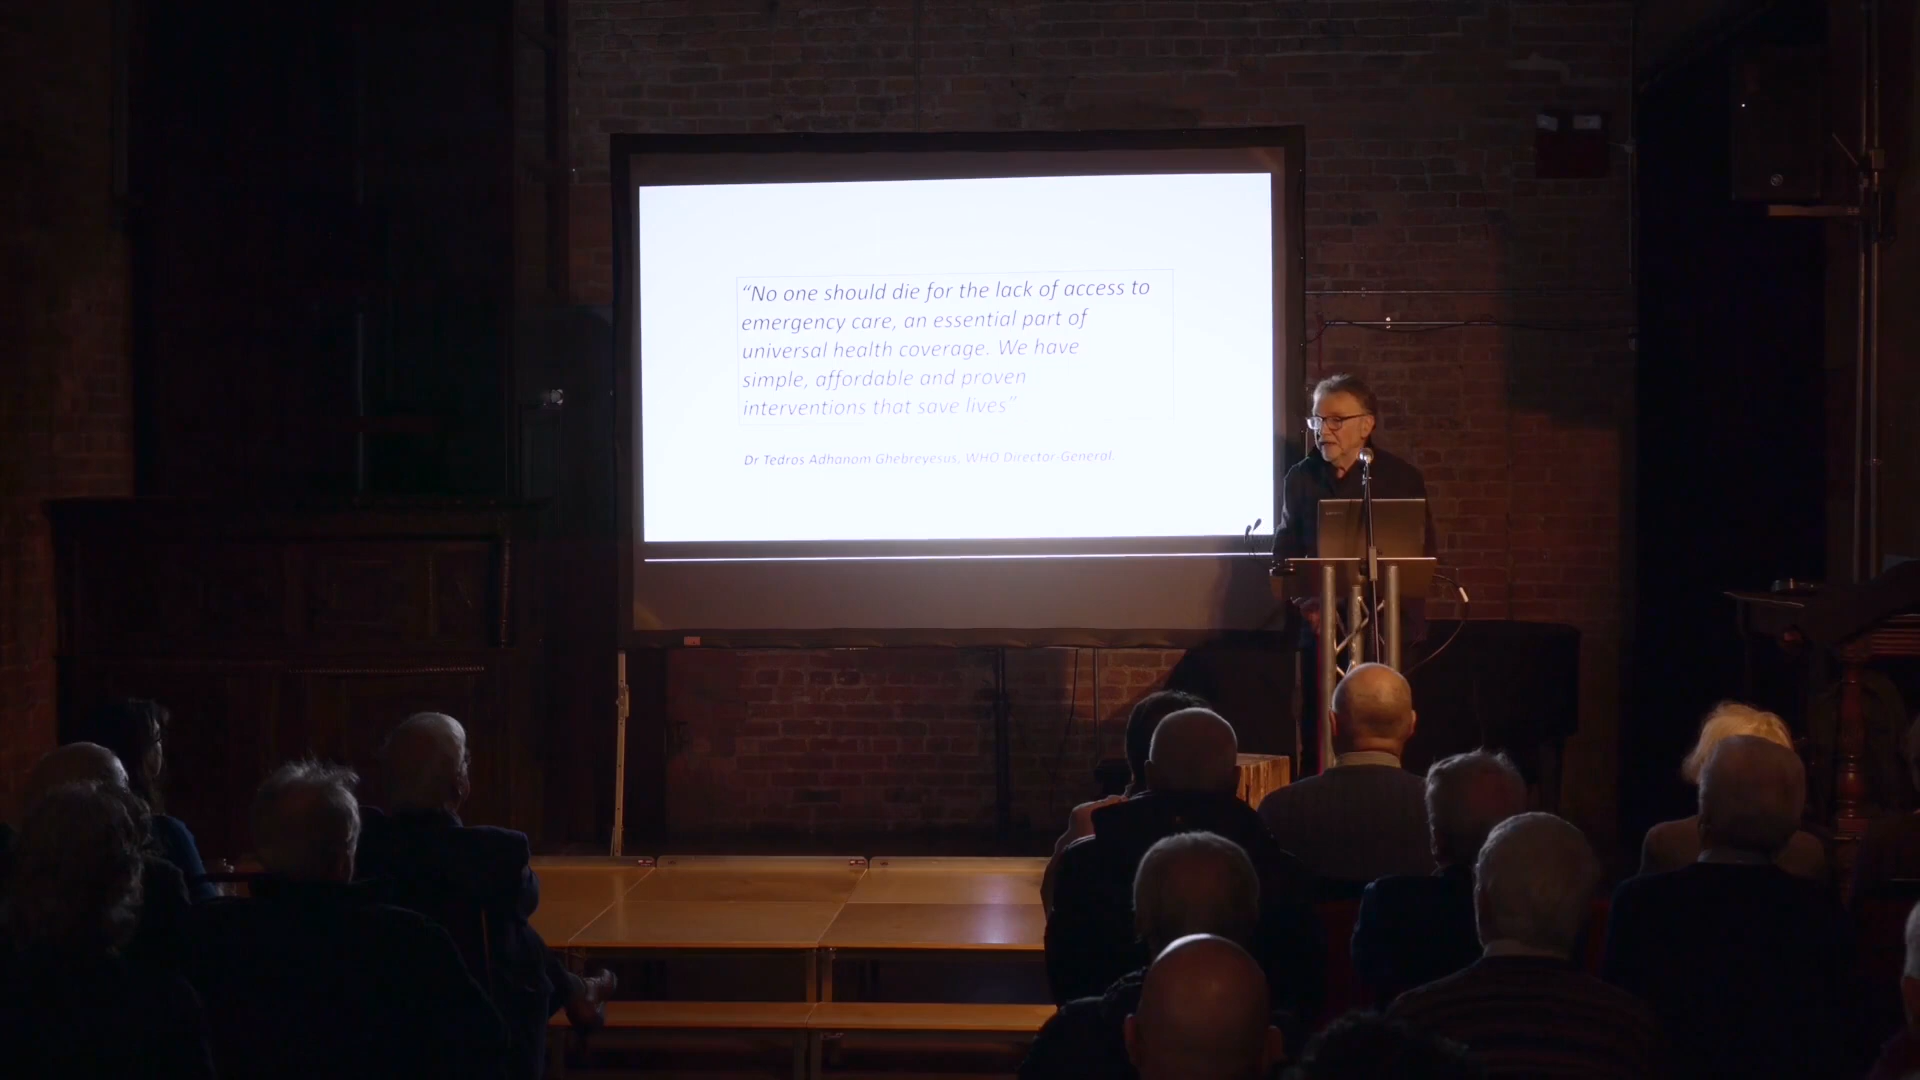 “No one should die for the lack of access to
emergency care, an essential part of
universal health coverage. We have
simple, affordable and proven
interventions that save lives”
Dr Tedros Adhanom Ghebreyesus, WHO Director-General.